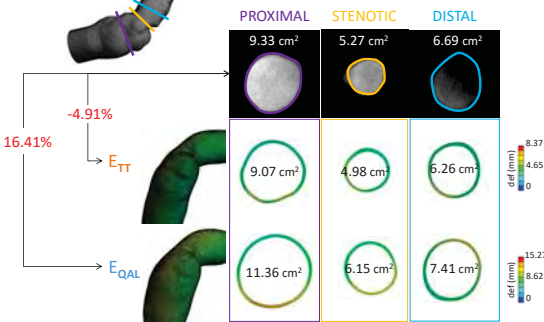 PROXIMAL STENOTIC DISTAL
9.33 cm² 5.27 cm² 6.69 cm²
-4.91%
16.41%
E_TT
9.07 cm² 4.98 cm² 6.26 cm²
def (mm)
8.37
4.65
0
E_QAL
11.36 cm² 6.15 cm² 7.41 cm²
def (mm)
15.27
8.62
0